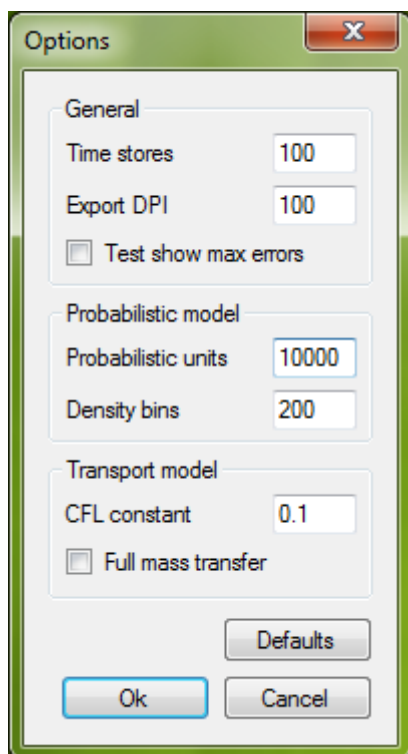 Options
General
Time stores 100
Export DPI 100
Test show max errors
Probabilistic model
Probabilistic units 10000
Density bins 200
Transport model
CFL constant 0.1
Full mass transfer
Defaults
Ok Cancel